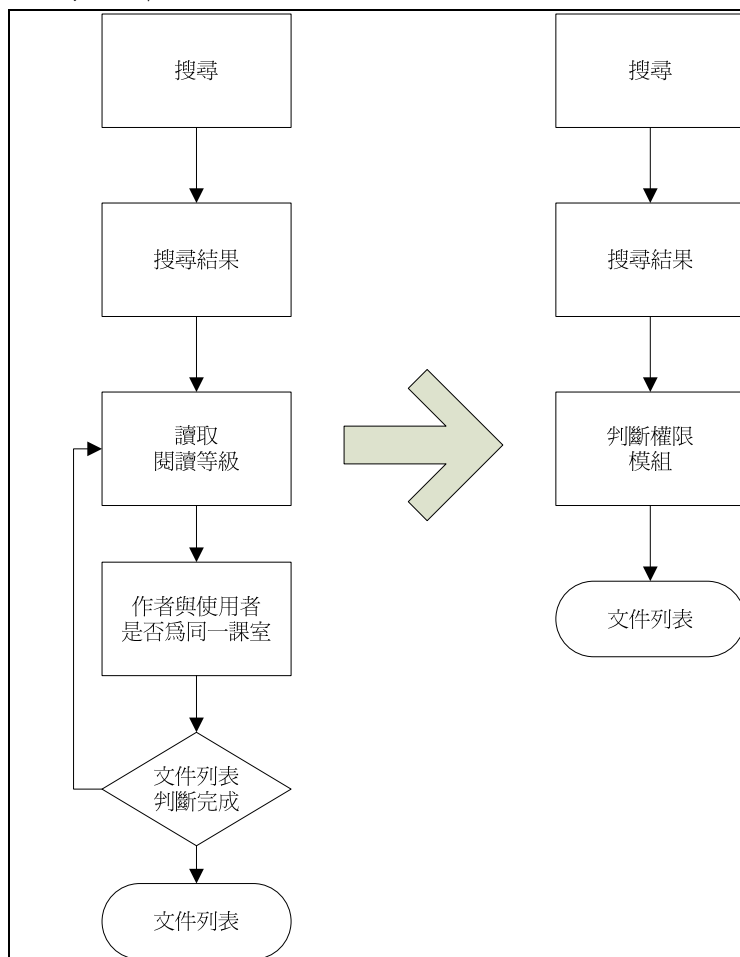 搜尋
搜尋結果
讀取
閱讀等級
作者與使用者
是否為同一課室
文件列表
判斷完成
文件列表
搜尋
搜尋結果
判斷權限
模組
文件列表